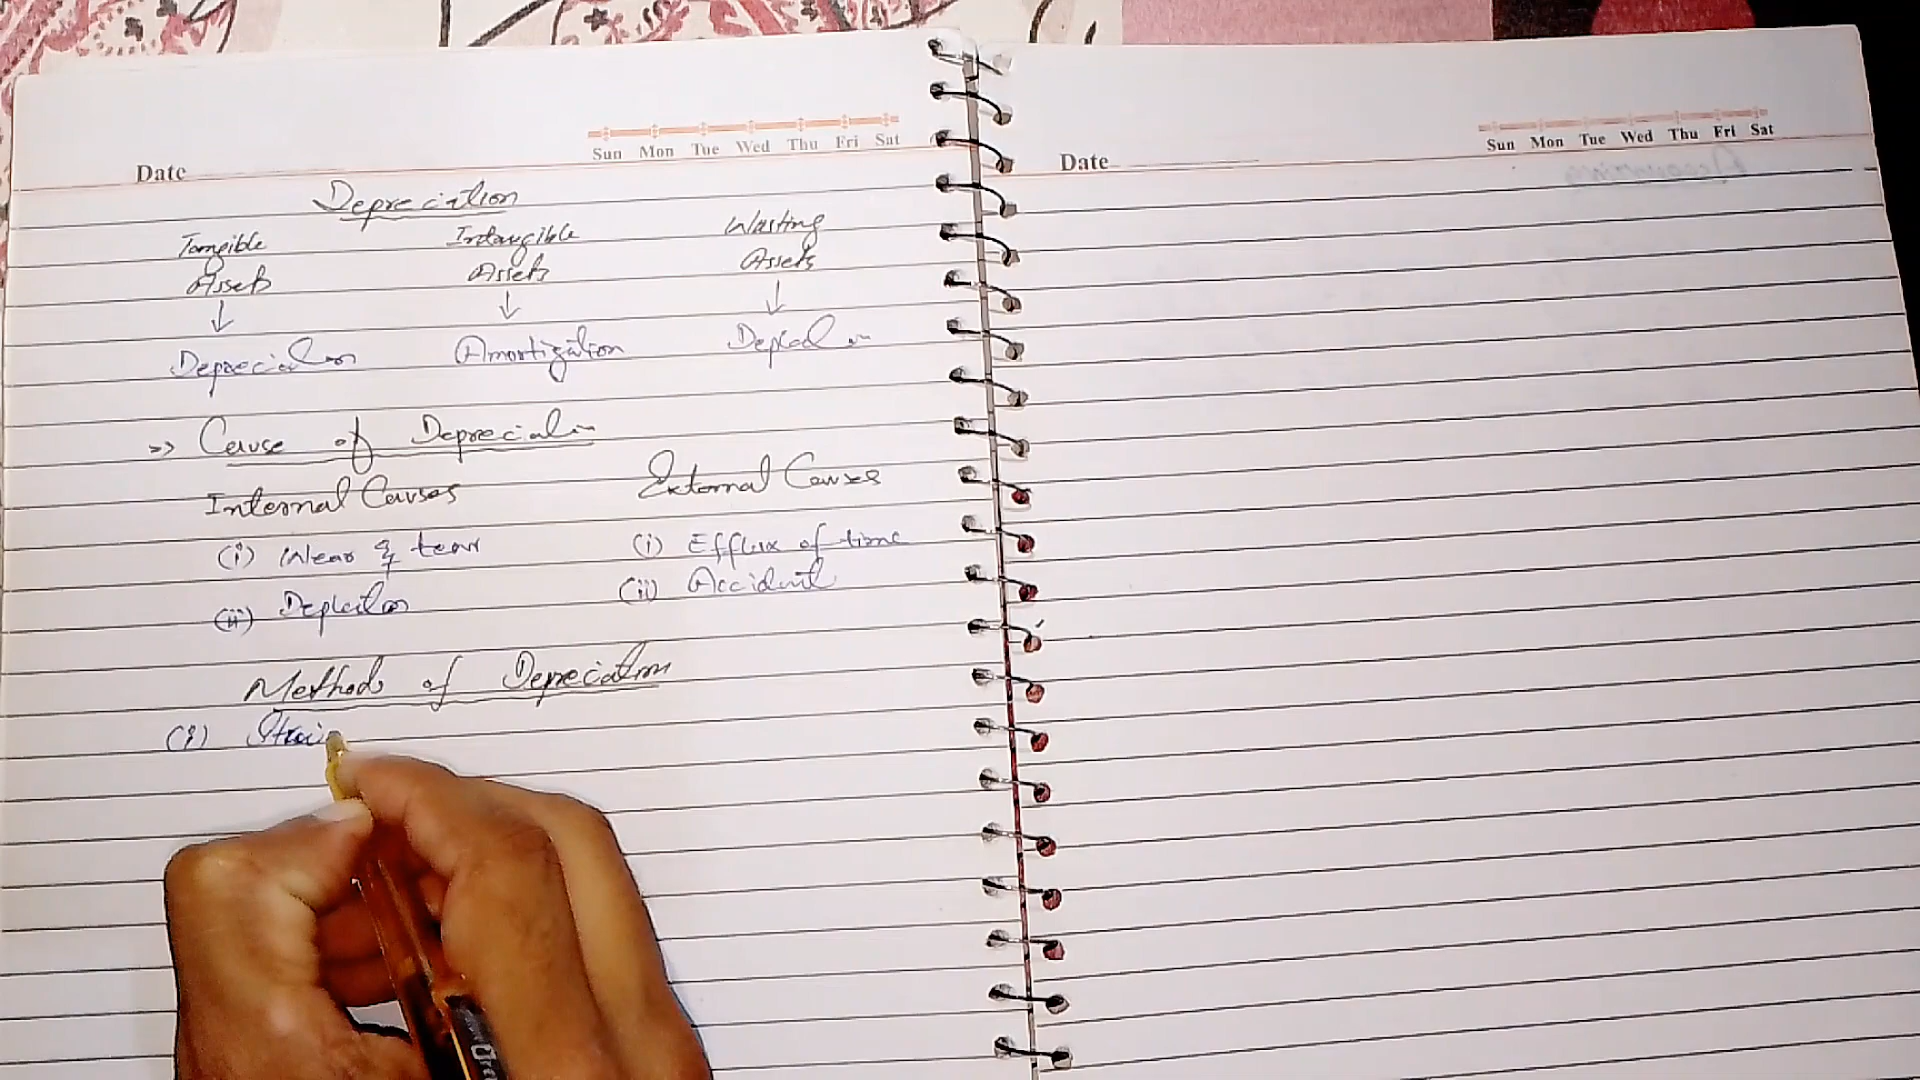 Sun Mon Tue Wed Thu Fri Sat
Date
Depreciation
Tangible Assets
Intangible Assets
Wasting Assets
Depreciation
Amortization
=> Cause of Depreciation
Internal Causes
(i) Wear & tear
(ii) Depletion
External Causes
(i) Efflux of time
(ii) Accident
Methods of Depreciation
(i) Strai
Sun Mon Tue Wed Thu Fri Sat
Date